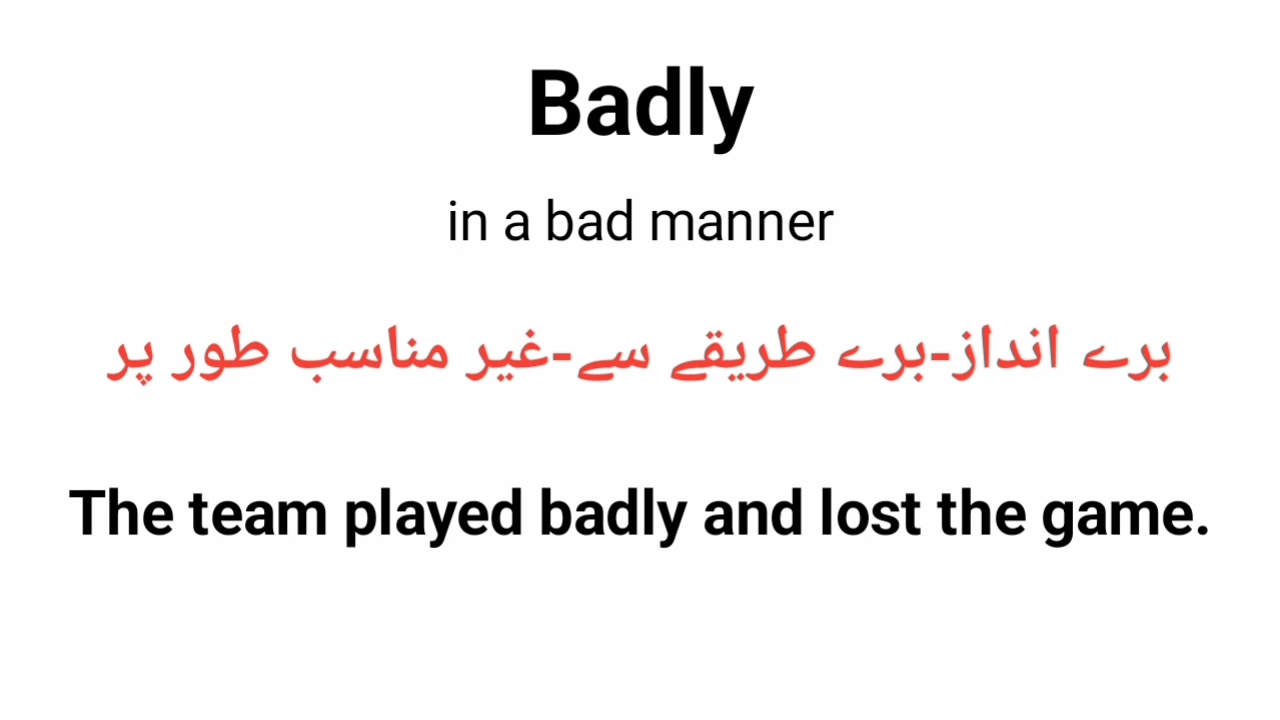 Badly
in a bad manner
برے انداز-برے طریقے سے-غیر مناسب طور پر
The team played badly and lost the game.